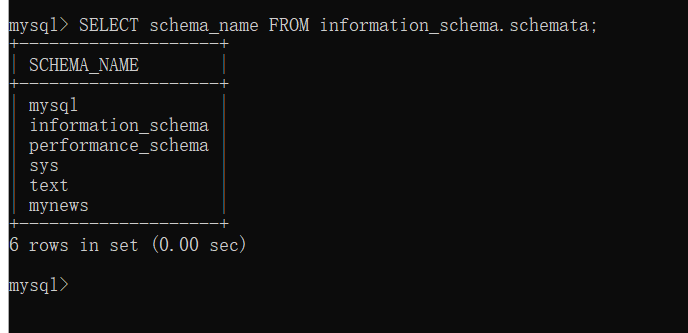 mysql> SELECT schema_name FROM information_schema.schemata;
+--------------------+
| SCHEMA_NAME        |
+--------------------+
| mysql              |
| information_schema |
| performance_schema |
| sys                |
| text               |
| mynews             |
+--------------------+
6 rows in set (0.00 sec)
mysql>